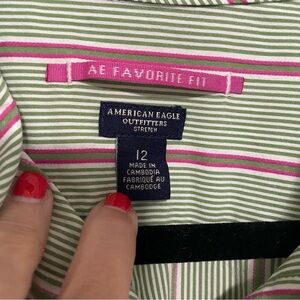 AE FAVORITE FIT
AMERICAN EAGLE
OUTFITTERS
STRETCH
12
MADE IN
CAMBODIA
FABRIQUÉ AU
CAMBODGE